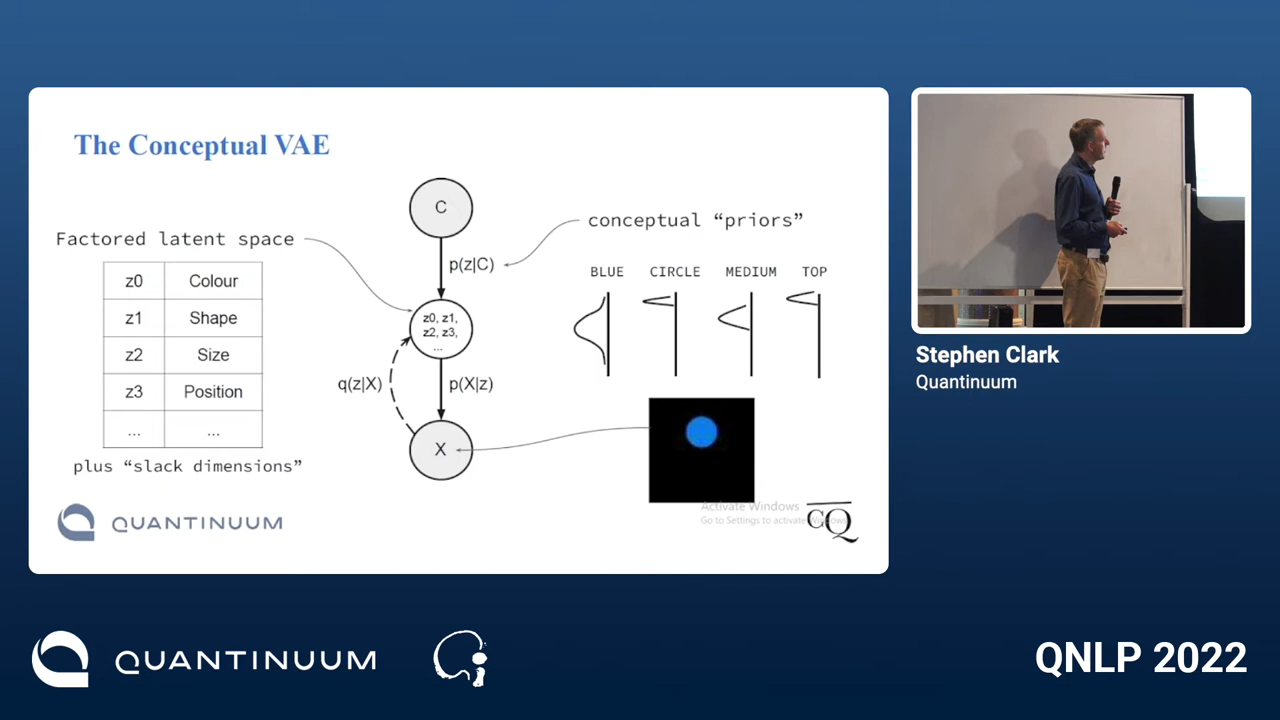 The Conceptual VAE
C
conceptual “priors”
Factored latent space
p(z|C)
BLUE CIRCLE MEDIUM TOP
z0 Colour
z1 Shape
z2 Size
z3 Position
... ...
z0, z1,
z2, z3,
...
q(z|X)
p(X|z)
X
plus “slack dimensions”
QUANTINUUM
Activate Windows
Go to Settings to activate Windows.
CQ
Stephen Clark
Quantinuum
QUANTINUUM
QNLP 2022